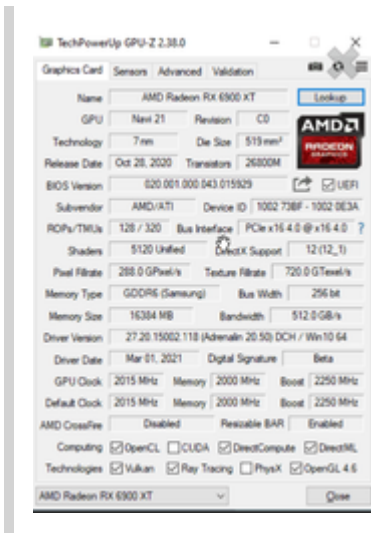 TechPowerUp GPU-Z 2.38.0
Graphics Card Sensors Advanced Validation
Name AMD Radeon RX 6900 XT Lookup
GPU Navi 21 Revision C0
AMD
RADEON
GRAPHICS
Technology 7 nm Die Size 519 mm²
Release Date Oct 28, 2020 Transistors 26800M
BIOS Version 020.001.000.043.015929 UEFI
Subvendor AMD/ATI Device ID 1002 73BF - 1002 0E3A
ROPs/TMUs 128 / 320 Bus Interface PCIe x16 4.0 @ x16 4.0 ?
Shaders 5120 Unified DirectX Support 12 (12_1)
Pixel Fillrate 288.0 GPixel/s Texture Fillrate 720.0 GTexel/s
Memory Type GDDR6 (Samsung) Bus Width 256 bit
Memory Size 16384 MB Bandwidth 512.0 GB/s
Driver Version 27.20.15002.118 (Adrenalin 20.50) DCH / Win10 64
Driver Date Mar 01, 2021 Digital Signature Beta
GPU Clock 2015 MHz Memory 2000 MHz Boost 2250 MHz
Default Clock 2015 MHz Memory 2000 MHz Boost 2250 MHz
AMD CrossFire Disabled Resizable BAR Enabled
Computing OpenCL CUDA DirectCompute DirectML
Technologies Vulkan Ray Tracing PhysX OpenGL 4.6
AMD Radeon RX 6900 XT Close